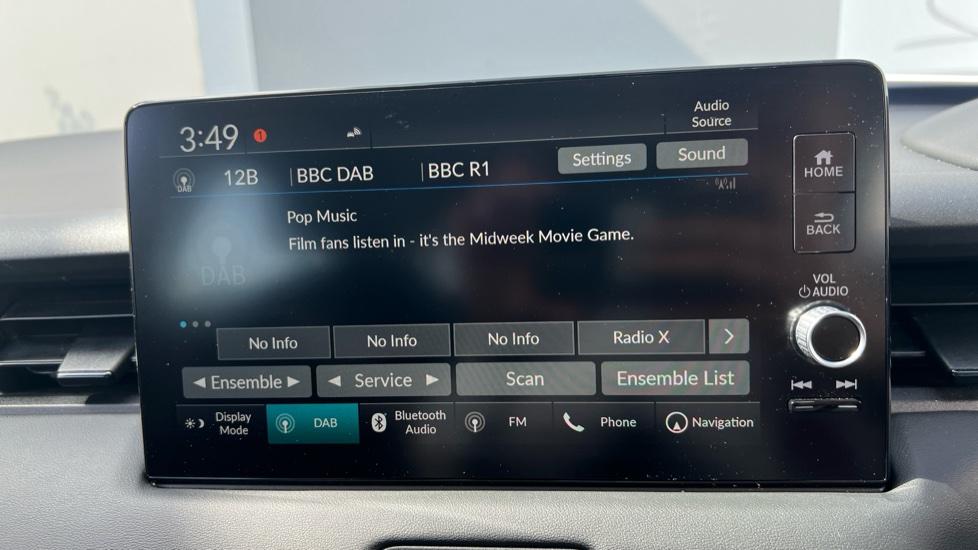 3:49
Audio
Source
DAB
12B
BBC DAB
BBC R1
Settings
Sound
HOME
BACK
Pop Music
Film fans listen in - it's the Midweek Movie Game.
DAB
VOL
AUDIO
No Info
No Info
No Info
Radio X
Ensemble
Service
Scan
Ensemble List
Display
Mode
DAB
Bluetooth
Audio
FM
Phone
Navigation